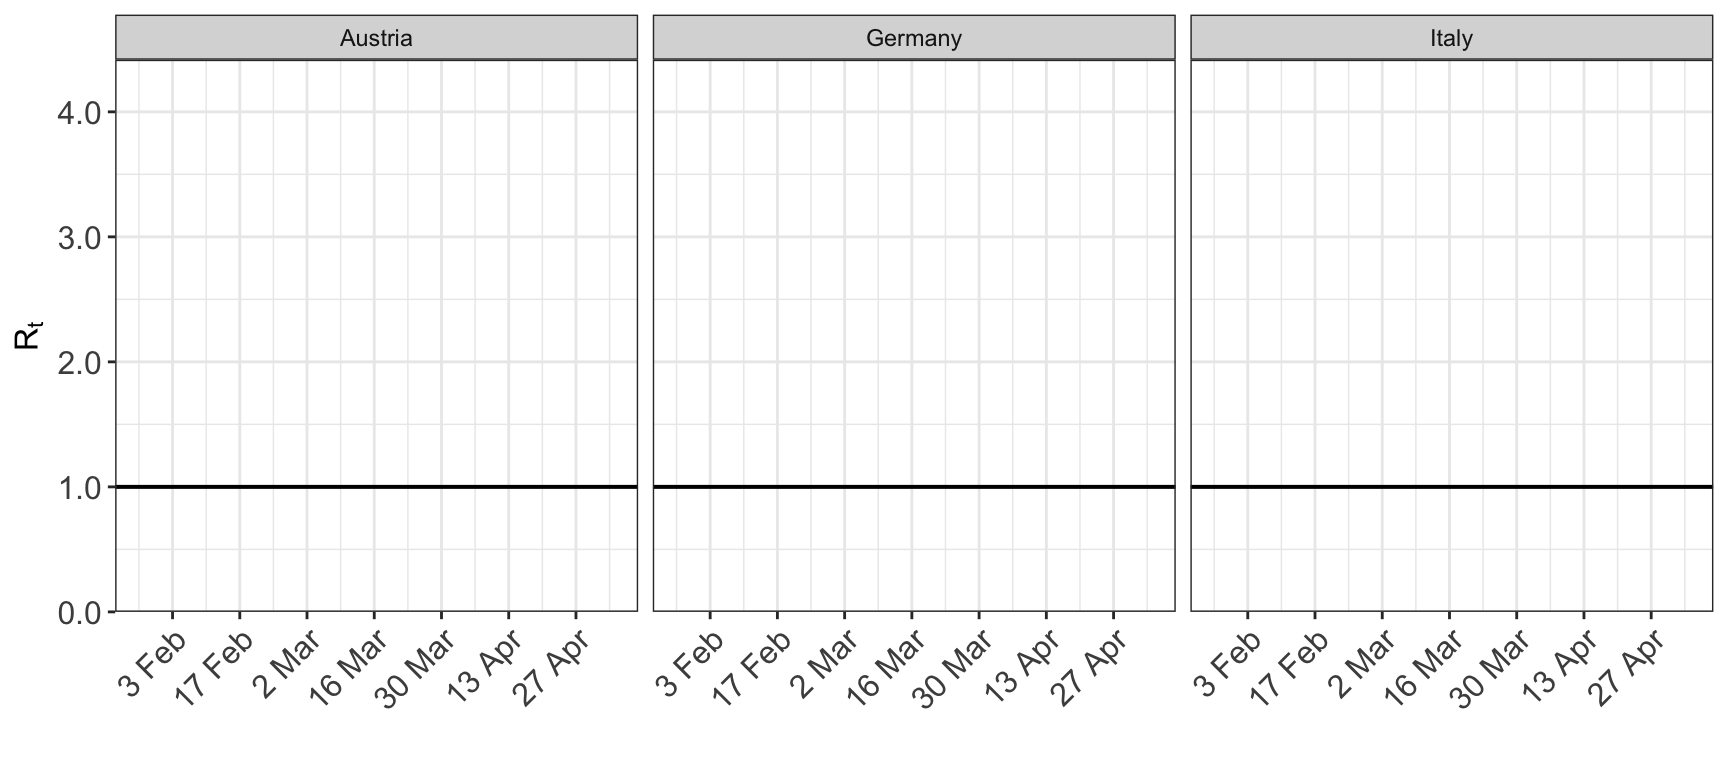 Austria
Germany
Italy
4.0
3.0
2.0
1.0
0.0
Rt
3 Feb
17 Feb
2 Mar
16 Mar
30 Mar
13 Apr
27 Apr
3 Feb
17 Feb
2 Mar
16 Mar
30 Mar
13 Apr
27 Apr
3 Feb
17 Feb
2 Mar
16 Mar
30 Mar
13 Apr
27 Apr